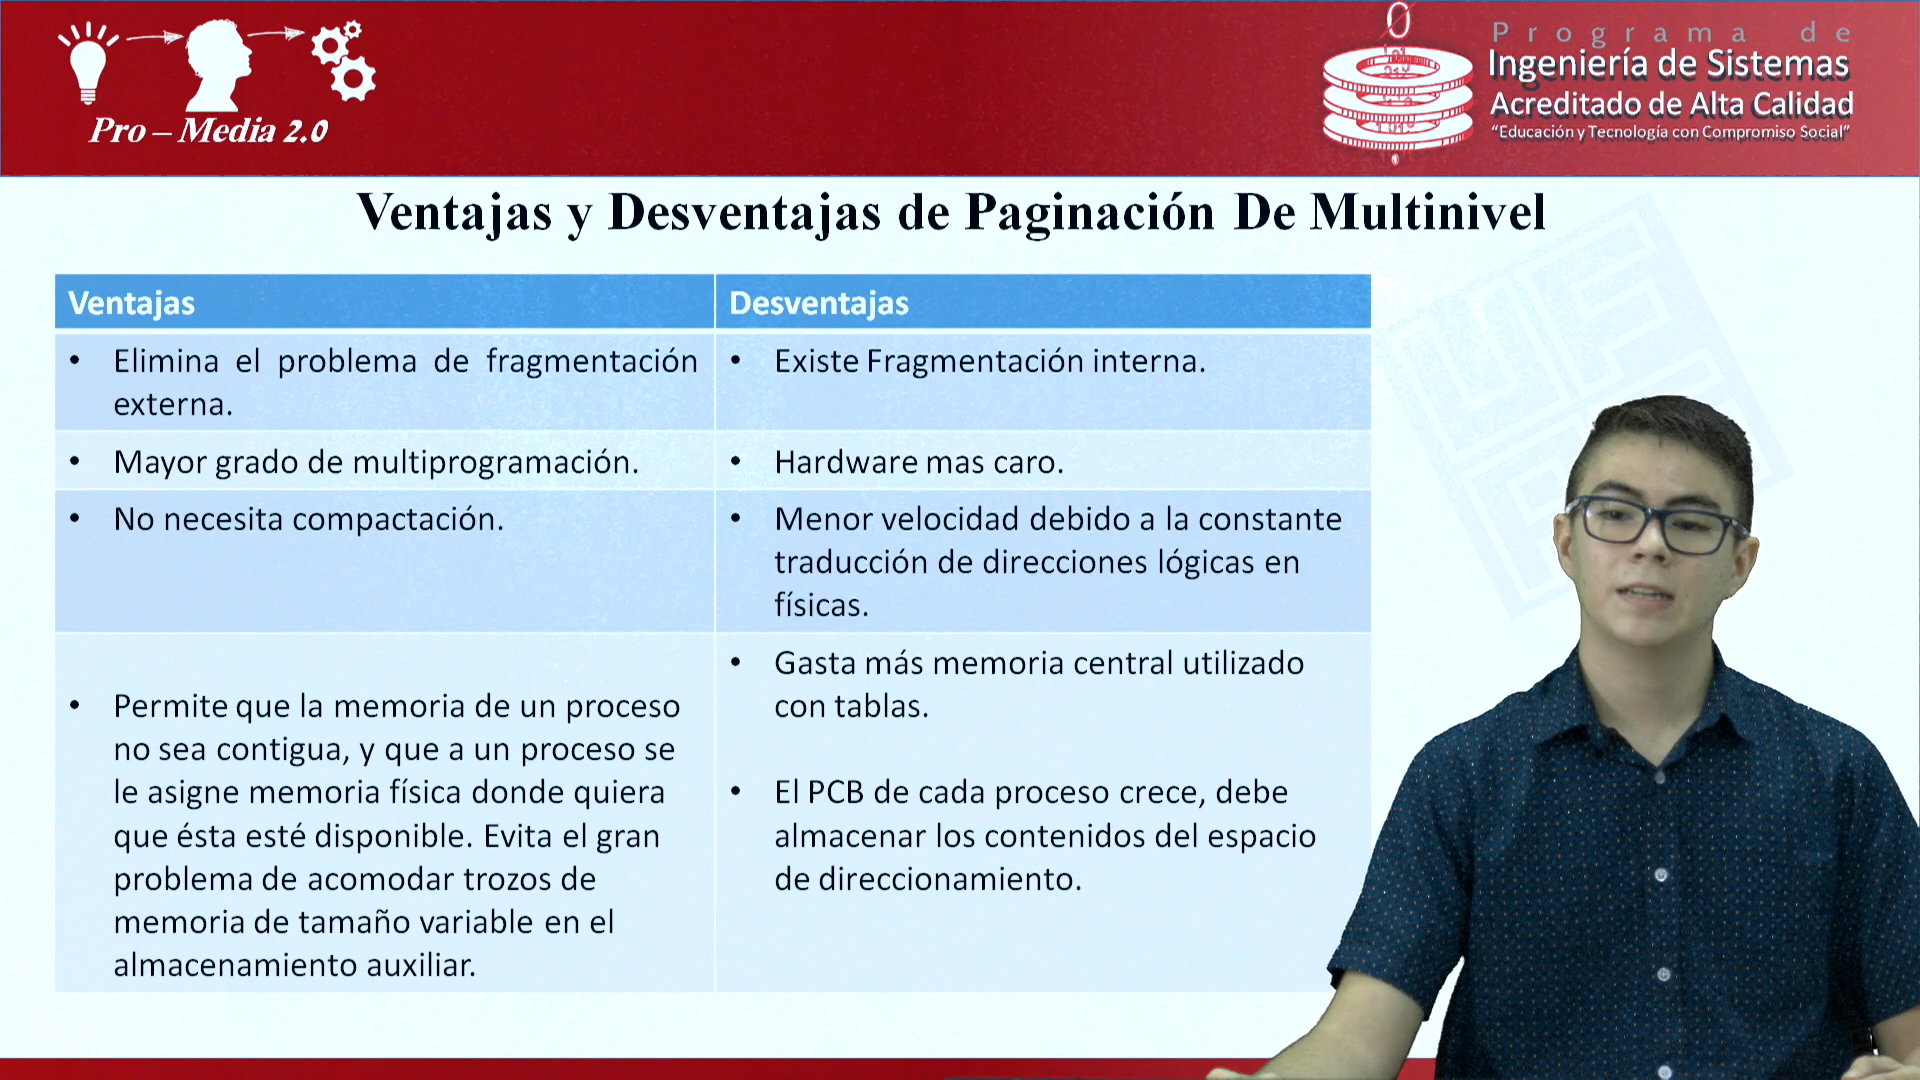 Pro – Media 2.0
Programa de
Ingeniería de Sistemas
Acreditado de Alta Calidad
“Educación y Tecnología con Compromiso Social”
Ventajas y Desventajas de Paginación De Multinivel
Ventajas
• Elimina el problema de fragmentación
externa.
• Mayor grado de multiprogramación.
• No necesita compactación.
• Permite que la memoria de un proceso
no sea contigua, y que a un proceso se
le asigne memoria física donde quiera
que ésta esté disponible. Evita el gran
problema de acomodar trozos de
memoria de tamaño variable en el
almacenamiento auxiliar.
Desventajas
• Existe Fragmentación interna.
• Hardware mas caro.
• Menor velocidad debido a la constante
traducción de direcciones lógicas en
físicas.
• Gasta más memoria central utilizado
con tablas.
• El PCB de cada proceso crece, debe
almacenar los contenidos del espacio
de direccionamiento.